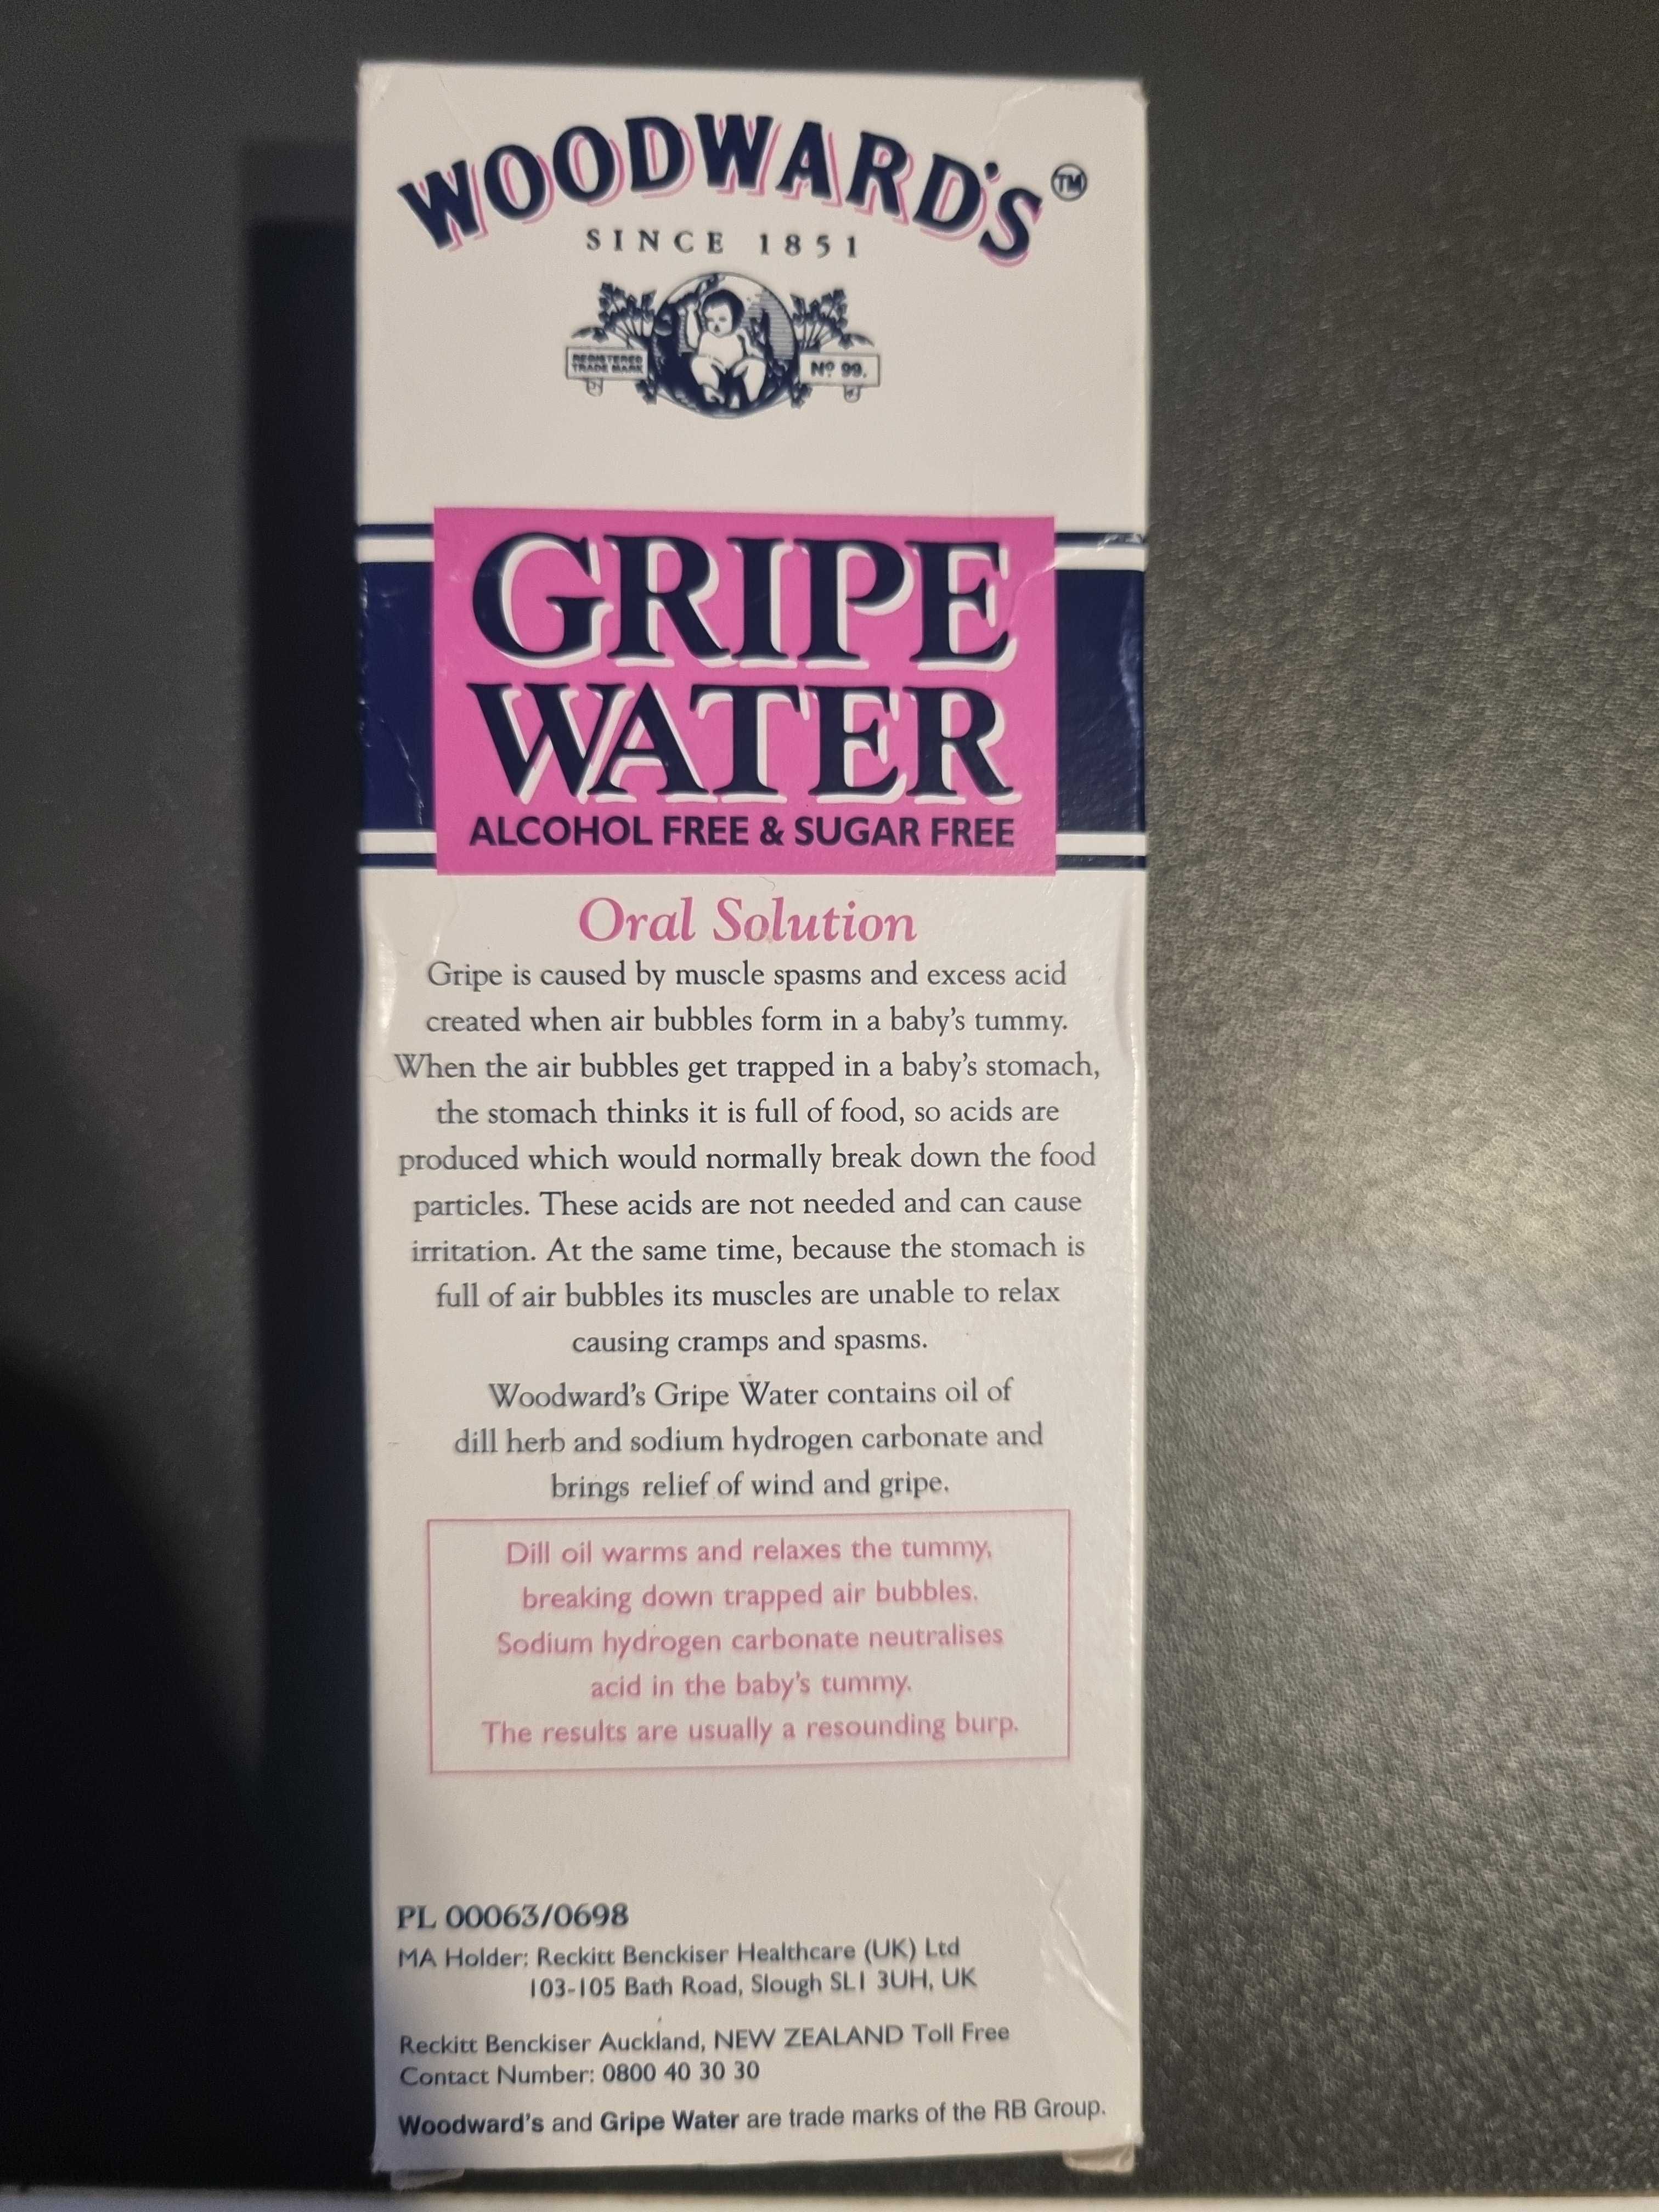 WOODWARD'S™
SINCE 1851
REGISTERED
TRADE MARK
Nº 99.
GRIPE
WATER
ALCOHOL FREE & SUGAR FREE
Oral Solution
Gripe is caused by muscle spasms and excess acid
created when air bubbles form in a baby's tummy.
When the air bubbles get trapped in a baby's stomach,
the stomach thinks it is full of food, so acids are
produced which would normally break down the food
particles. These acids are not needed and can cause
irritation. At the same time, because the stomach is
full of air bubbles its muscles are unable to relax
causing cramps and spasms.
Woodward's Gripe Water contains oil of
dill herb and sodium hydrogen carbonate and
brings relief of wind and gripe.
Dill oil warms and relaxes the tummy,
breaking down trapped air bubbles.
Sodium hydrogen carbonate neutralises
acid in the baby's tummy.
The results are usually a resounding burp.
PL 00063/0698
MA Holder: Reckitt Benckiser Healthcare (UK) Ltd
103-105 Bath Road, Slough SL1 3UH, UK
Reckitt Benckiser Auckland, NEW ZEALAND Toll Free
Contact Number: 0800 40 30 30
Woodward's and Gripe Water are trade marks of the RB Group.